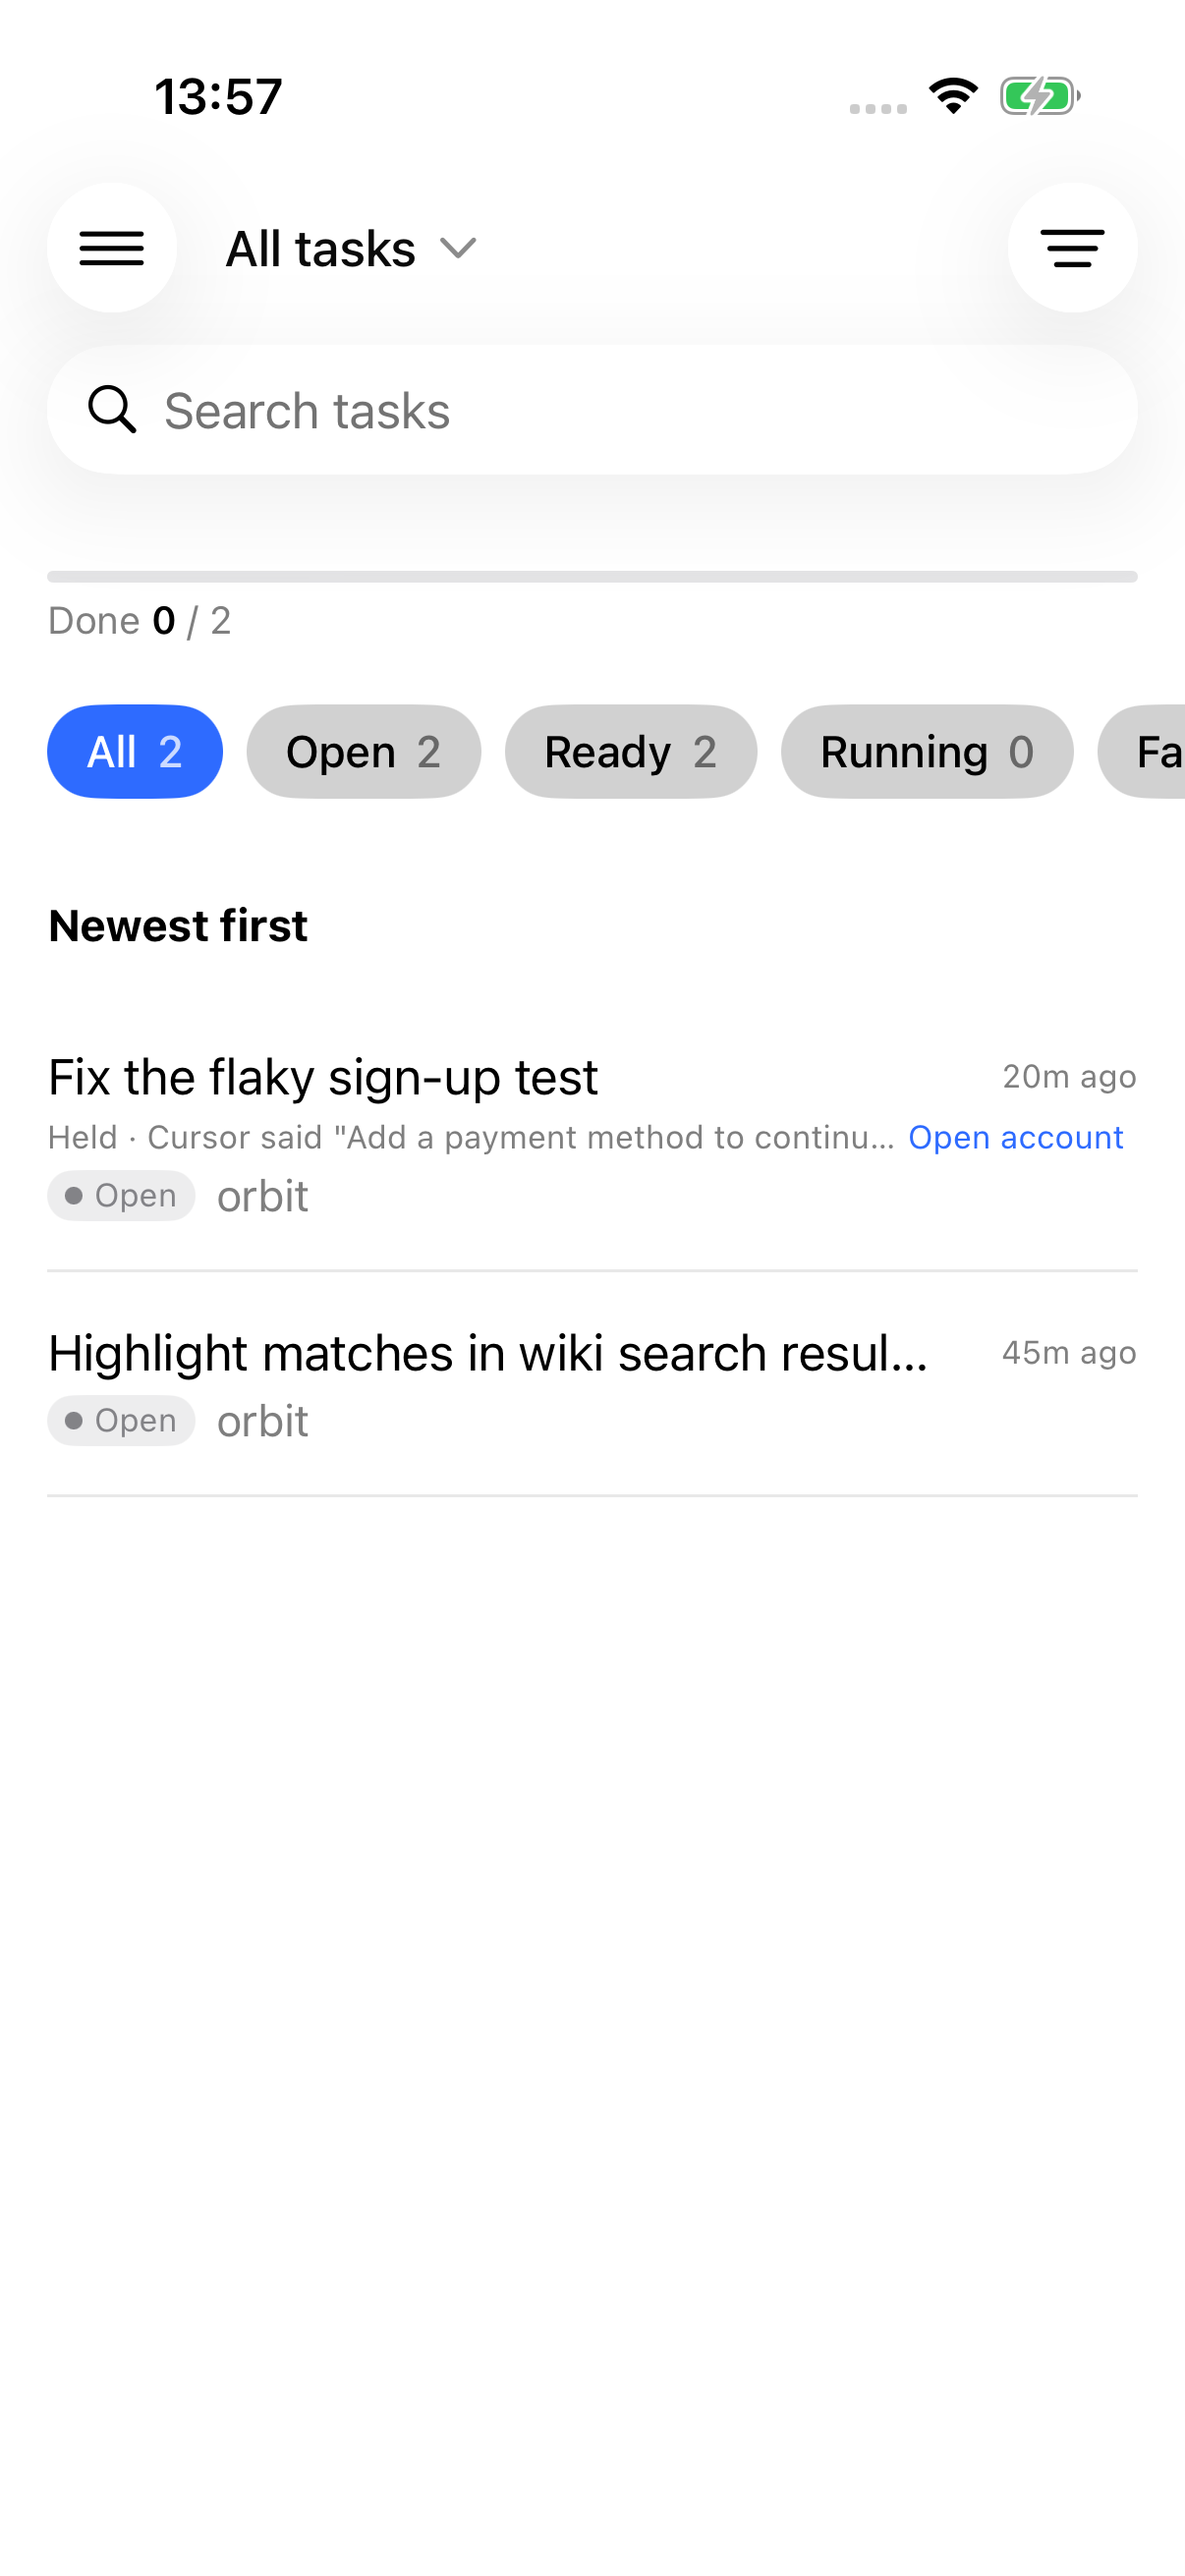 13:57
All tasks
Search tasks
Done 0 / 2
All 2 Open 2 Ready 2 Running 0 Fa
Newest first
Fix the flaky sign-up test 20m ago
Held · Cursor said "Add a payment method to continu... Open account
Open orbit
Highlight matches in wiki search resul... 45m ago
Open orbit